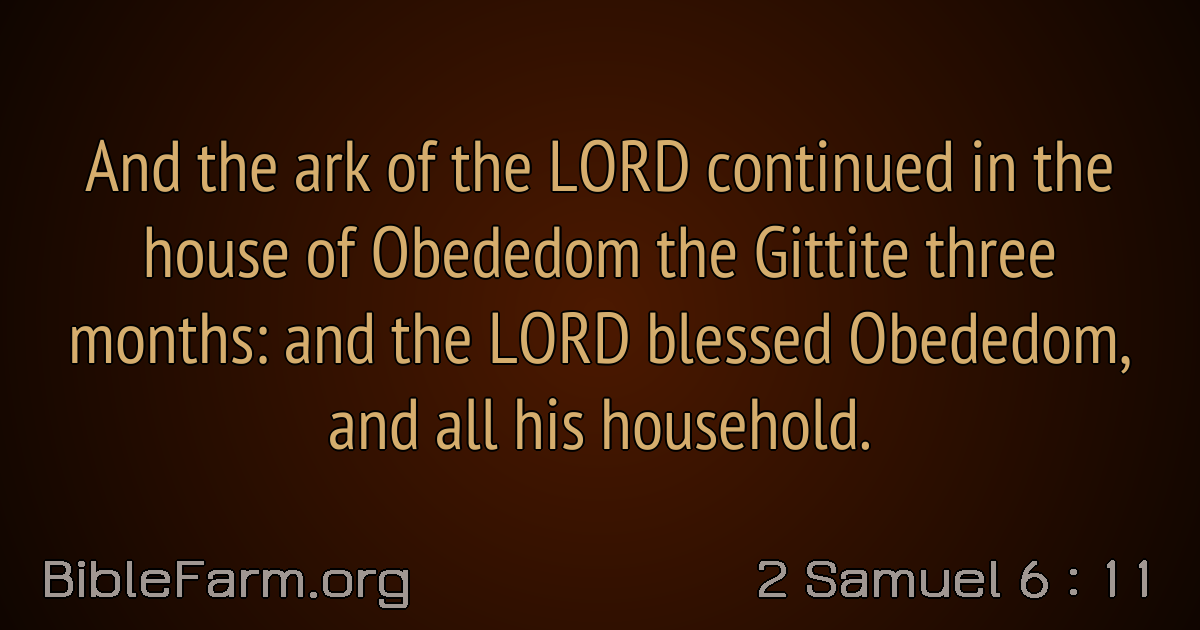 And the ark of the LORD continued in the
house of Obededom the Gittite three
months: and the LORD blessed Obededom,
and all his household.
BibleFarm.org
2 Samuel 6 : 11